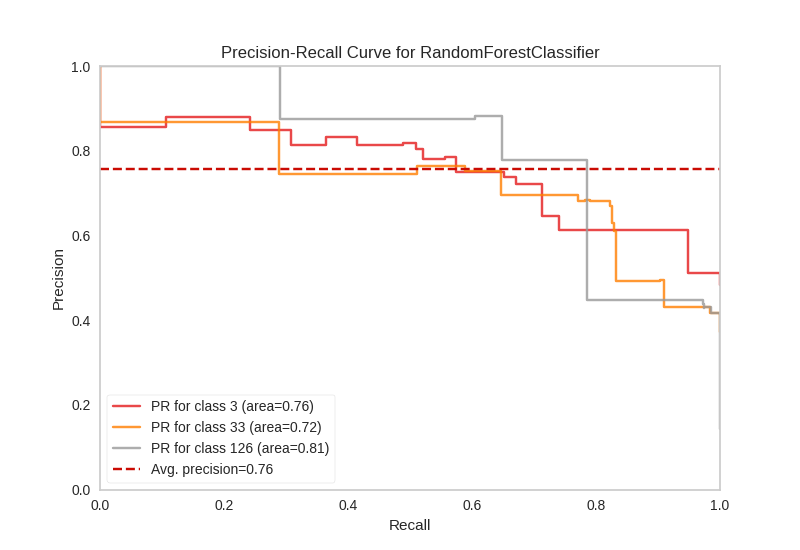 Precision-Recall Curve for RandomForestClassifier
1.0
0.8
0.6
0.4
0.2
0.0
Precision
PR for class 3 (area=0.76)
PR for class 33 (area=0.72)
PR for class 126 (area=0.81)
Avg. precision=0.76
0.0 0.2 0.4 0.6 0.8 1.0
Recall